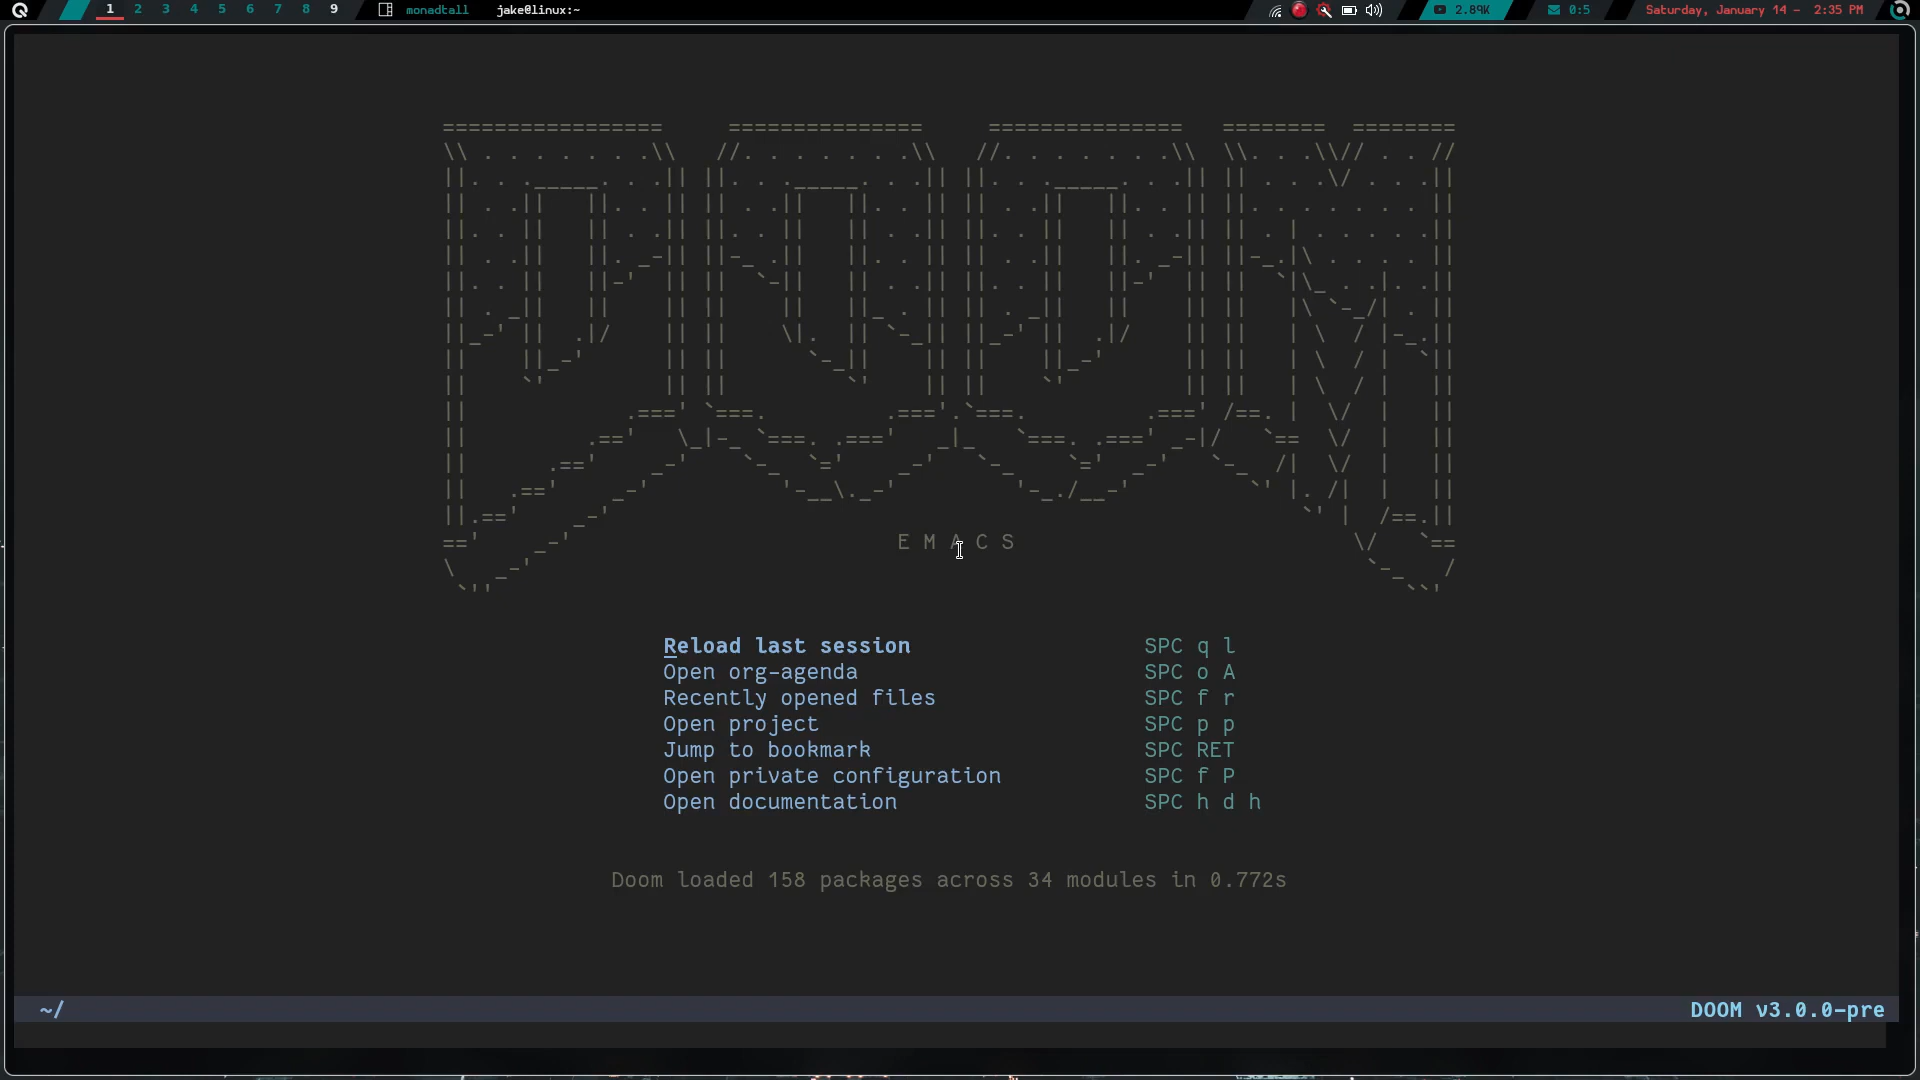 1 2 3 4 5 6 7 8 9 monadtall jake@linux:~ 2.89K 0:5 Saturday, January 14 - 2:35 PM
E M A C S
Reload last session SPC q l
Open org-agenda SPC o A
Recently opened files SPC f r
Open project SPC p p
Jump to bookmark SPC RET
Open private configuration SPC f P
Open documentation SPC h d h
Doom loaded 158 packages across 34 modules in 0.772s
~/ DOOM v3.0.0-pre